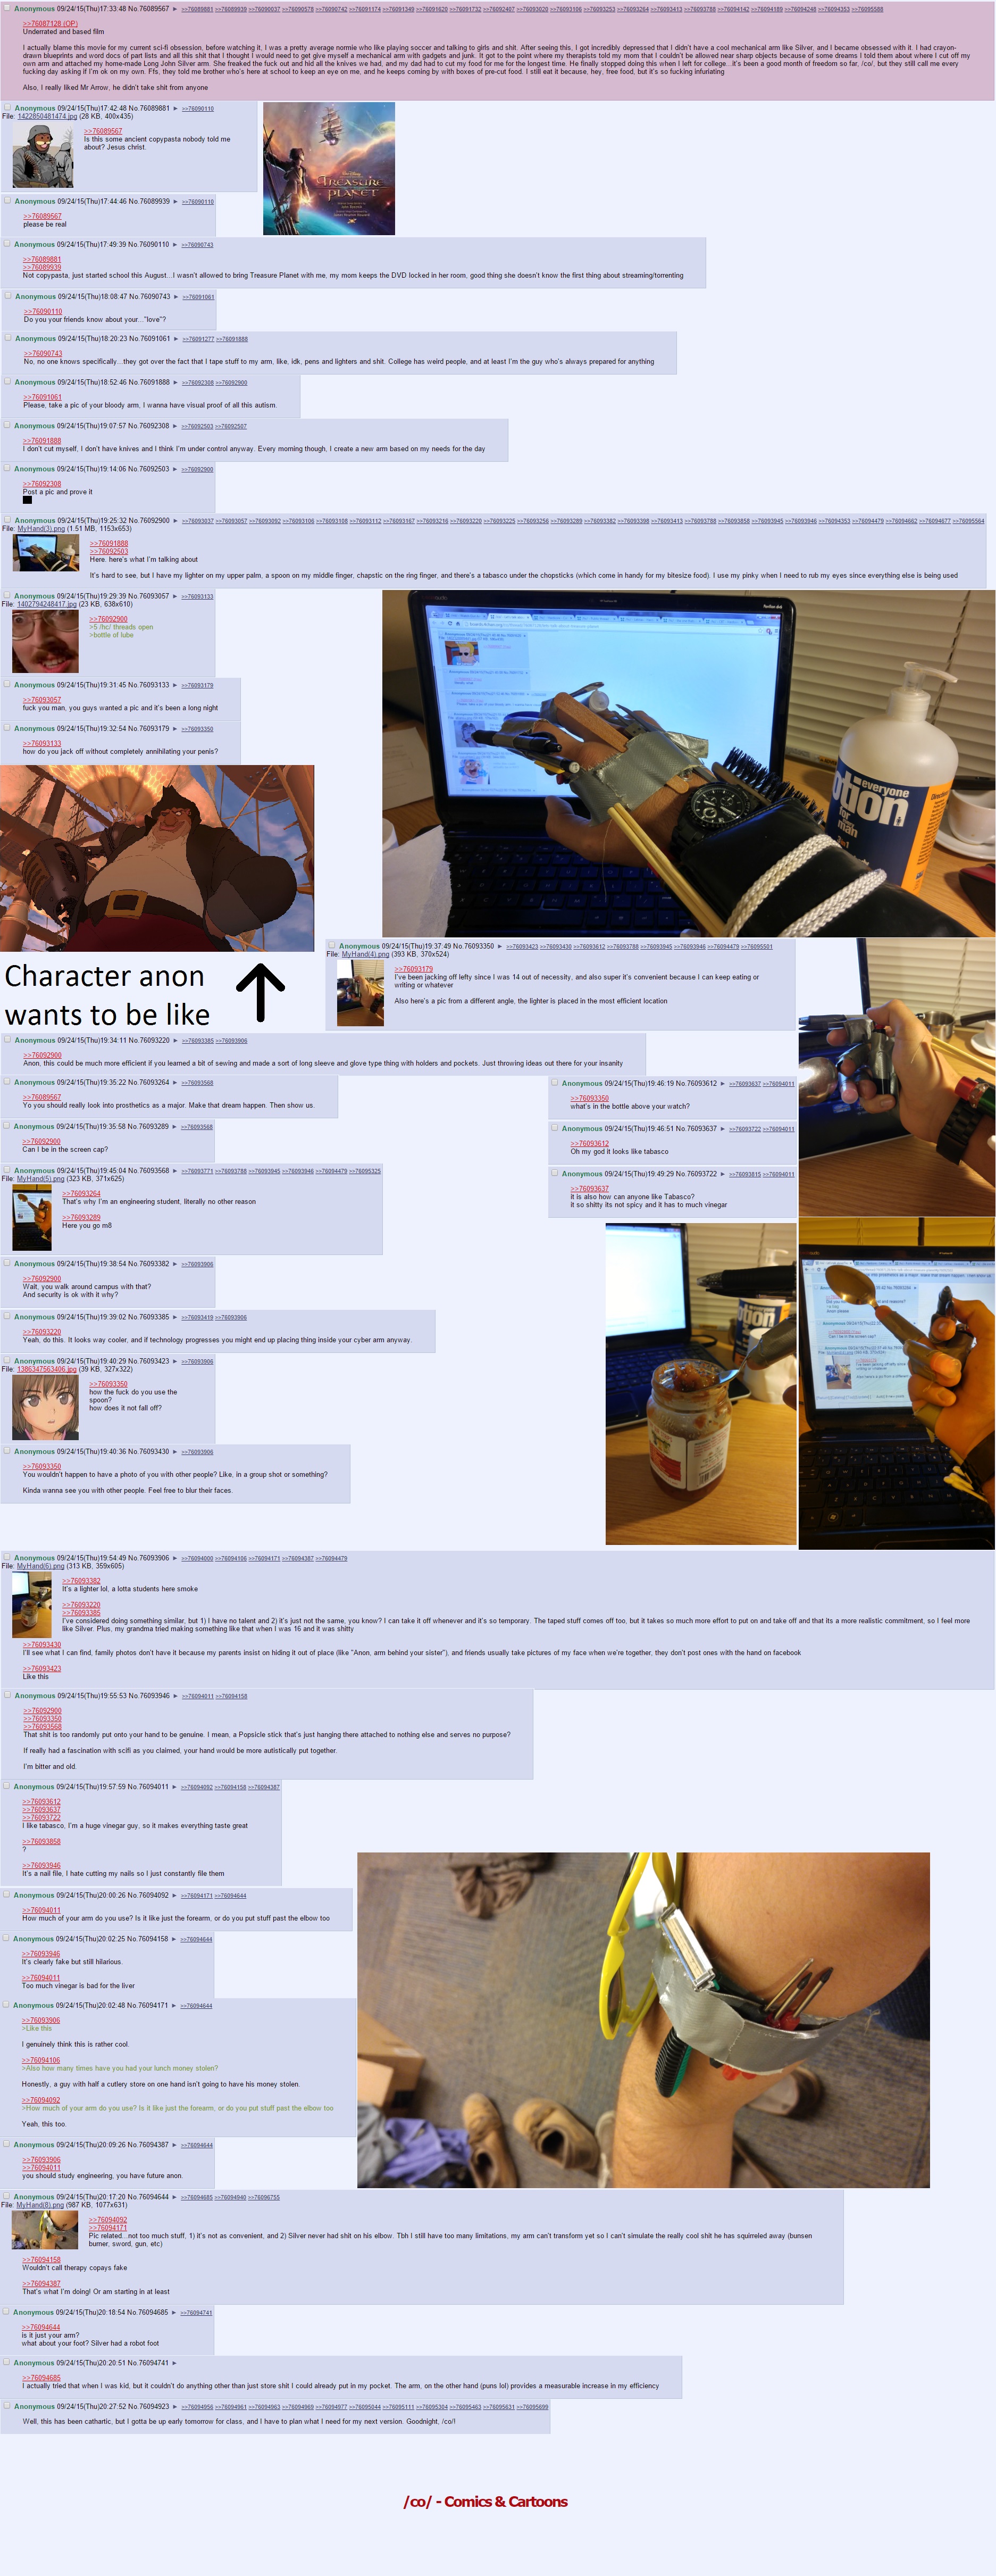 Anonymous 09/24/15(Thu)17:33:48 No.76089567 ► >>76089881 >>76089939 >>76090037 >>76090578 >>76090742 >>76091174 >>76091349 >>76091620 >>76091732 >>76092407 >>76093020 >>76093106 >>76093253 >>76093264 >>76093413 >>76093788 >>76094142 >>76094189 >>76094248 >>76094353 >>76095588
>>76087128 (OP)
Underrated and based film
I actually blame this movie for my current sci-fi obsession, before watching it, I was a pretty average normie who like playing soccer and talking to girls and shit. After seeing this, I got incredibly depressed that I didn't have a cool mechanical arm like Silver, and I became obsessed with it. I had crayon-
drawn blueprints and word docs of part names and all this shit that I thought I would need to get give myself a mechanical arm with gadgets and junk. It got to the point where my therapists told my mom that I couldn't be allowed near sharp objects because of some dreams I told them about where I cut off my
own arm and attached my home-made Long John Silver arm. She freaked the fuck out and hid all the knives we had, and my dad had to cut my food for me for the longest time. He finally stopped doing this when I left for college...it's been a good month of freedom so far, /co/, but they still call me every
fucking day asking if I'm ok on my own. Ffs, they told me brother who's here at school to keep an eye on me, and he keeps coming with boxes of pre-cut food. I still eat it because, hey, free food, but it's so fucking infuriating
Also, I really liked Mr Arrow, he didn't take shit from anyone
Anonymous 09/24/15(Thu)17:42:48 No.76089881 ► >>76090110
File: 1422850481474.jpg (28 KB, 400x435)
>>76089567
Is this some ancient copypasta nobody told me
about? Jesus christ.
TREASURE
PLANET
Anonymous 09/24/15(Thu)17:44:46 No.76089939 ► >>76090110
>>76089567
please be real
Anonymous 09/24/15(Thu)17:49:39 No.76090110 ► >>76090743
>>76089881
>>76089939
Not copypasta, just started school this August...I wasn't allowed to bring Treasure Planet with me, my mom keeps the DVD locked in her room, good thing she doesn't know the first thing about streaming/torrenting
Anonymous 09/24/15(Thu)18:08:47 No.76090743 ► >>76091061
>>76090110
Do you your friends know about your..."love"?
Anonymous 09/24/15(Thu)18:20:23 No.76091061 ► >>76091277 >>76091888
>>76090743
No, no one knows specifically...they got over the fact that I tape stuff to my arm, like, idk, pens and lighters and shit. College has weird people, and at least I'm the guy who's always prepared for anything
Anonymous 09/24/15(Thu)18:52:46 No.76091888 ► >>76092308 >>76092900
>>76091061
Please, take a pic of your bloody arm, I wanna have visual proof of all this autism.
Anonymous 09/24/15(Thu)19:07:57 No.76092308 ► >>76092503 >>76092507
>>76091888
I don't cut myself, I don't have knives and I think I'm under control anyway. Every morning though, I create a new arm based on my needs for the day
Anonymous 09/24/15(Thu)19:14:06 No.76092503 ► >>76092900
>>76092308
Post a pic and prove it
Anonymous 09/24/15(Thu)19:25:32 No.76092900 ► >>76093037 >>76093057 >>76093092 >>76093106 >>76093108 >>76093112 >>76093167 >>76093216 >>76093220 >>76093225 >>76093256 >>76093289 >>76093382 >>76093398 >>76093413 >>76093788 >>76093858 >>76093945 >>76093946 >>76094353 >>76094479 >>76094662 >>76094677 >>76095564
File: MyHand(3).png (1.51 MB, 1153x653)
>>76091888
>>76092503
Here. here's what I'm talking about
It's hard to see, but I have my lighter on my upper palm, a spoon on my middle finger, chapstic on the ring finger, and there's a tabasco under the chopsticks (which come in handy for my bitesize food). I use my pinky when I need to rub my eyes since everything else is being used
Anonymous 09/24/15(Thu)19:29:39 No.76093057 ► >>76093133
File: 1402794248417.jpg (23 KB, 638x610)
>>76092900
>5 /hc/ threads open
>bottle of lube
Anonymous 09/24/15(Thu)19:31:45 No.76093133 ► >>76093179
>>76093057
fuck you man, you guys wanted a pic and it's been a long night
Anonymous 09/24/15(Thu)19:32:54 No.76093179 ► >>76093350
>>76093133
how do you jack off without completely annihilating your penis?
everyone
otion
for
man
Character anon
wants to be like
Anonymous 09/24/15(Thu)19:37:49 No.76093350 ► >>76093423 >>76093430 >>76093612 >>76093788 >>76093945 >>76093946 >>76094479 >>76095501
File: MyHand(4).png (393 KB, 370x524)
>>76093179
I've been jacking off lefty since I was 14 out of necessity, and also super it's convenient because I can keep eating or
writing or whatever
Also here's a pic from a different angle, the lighter is placed in the most efficient location
Anonymous 09/24/15(Thu)19:34:11 No.76093220 ► >>76093385 >>76093906
>>76092900
Anon, this could be much more efficient if you learned a bit of sewing and made a sort of long sleeve and glove type thing with holders and pockets. Just throwing ideas out there for your insanity
Anonymous 09/24/15(Thu)19:35:22 No.76093264 ► >>76093568
>>76089567
Yo you should really look into prosthetics as a major. Make that dream happen. Then show us.
Anonymous 09/24/15(Thu)19:35:58 No.76093289 ► >>76093568
>>76092900
Can I be in the screen cap?
Anonymous 09/24/15(Thu)19:45:04 No.76093568 ► >>76093771 >>76093788 >>76093945 >>76093946 >>76094479 >>76095325
File: MyHand(5).png (323 KB, 371x625)
>>76093264
That's why I'm an engineering student, literally no other reason
>>76093289
Here you go m8
Anonymous 09/24/15(Thu)19:46:19 No.76093612 ► >>76093637 >>76094011
>>76093350
what's in the bottle above your watch?
Anonymous 09/24/15(Thu)19:46:51 No.76093637 ► >>76093722 >>76094011
>>76093612
Oh my god it looks like tabasco
Anonymous 09/24/15(Thu)19:49:29 No.76093722 ► >>76093815 >>76094011
>>76093637
it is also how can anyone like Tabasco?
it so shitty its not spicy and it has to much vinegar
Anonymous 09/24/15(Thu)19:38:54 No.76093382 ► >>76093906
>>76092900
Wait, you walk around campus with that?
And security is ok with it why?
Anonymous 09/24/15(Thu)19:39:02 No.76093385 ► >>76093419 >>76093906
>>76093220
Yeah, do this. It looks way cooler, and if technology progresses you might end up placing thing inside your cyber arm anyway.
Anonymous 09/24/15(Thu)19:40:29 No.76093423 ► >>76093906
File: 1386347563406.jpg (39 KB, 327x322)
>>76093350
how the fuck do you use the
spoon?
how does it not fall off?
Anonymous 09/24/15(Thu)19:40:36 No.76093430 ► >>76093906
>>76093350
You wouldn't happen to have a photo of you with other people? Like, in a group shot or something?
Kinda wanna see you with other people. Feel free to blur their faces.
Anonymous 09/24/15(Thu)19:54:49 No.76093906 ► >>76094000 >>76094106 >>76094171 >>76094387 >>76094479
File: MyHand(6).png (313 KB, 359x605)
>>76093382
It's a lighter lol, a lotta students here smoke
>>76093220
>>76093385
I've considered doing something similar, but 1) I have no talent and 2) it's just not the same, you know? I can take it off whenever and it's so temporary. The taped stuff comes off too, but it takes so much more effort to put on and take off and that its a more realistic commitment, so I feel more
like Silver. Plus, my grandma tried making something like that when I was 16 and it was shitty
>>76093430
I'll see what I can find, family photos don't have it because my parents insist on hiding it out of place (like "Anon, arm behind your sister"), and friends usually take pictures of my face when we're together, they don't post ones with the hand on facebook
>>76093423
Like this
Anonymous 09/24/15(Thu)19:55:53 No.76093946 ► >>76094011 >>76094158
>>76092900
>>76093350
>>76093568
That shit is too randomly put onto your hand to be genuine. I mean, a Popsicle stick that's just hanging there attached to nothing else and serves no purpose?
If really had a fascination with scifi as you claimed, your hand would be more autistically put together.
I'm bitter and old.
Anonymous 09/24/15(Thu)19:57:59 No.76094011 ► >>76094092 >>76094158 >>76094387
>>76093612
>>76093637
>>76093722
I like tabasco, I'm a huge vinegar guy, so it makes everything taste great
>>76093858
?
>>76093946
It's a nail file, I hate cutting my nails so I just constantly file them
Anonymous 09/24/15(Thu)20:00:26 No.76094092 ► >>76094171 >>76094644
>>76094011
How much of your arm do you use? Is it like just the forearm, or do you put stuff past the elbow too
Anonymous 09/24/15(Thu)20:02:25 No.76094158 ► >>76094644
>>76093946
It's clearly fake but still hilarious.
>>76094011
Too much vinegar is bad for the liver
Anonymous 09/24/15(Thu)20:02:48 No.76094171 ► >>76094644
>>76093906
>Like this
I genuinely think this is rather cool.
>>76094106
>Also how many times have you had your lunch money stolen?
Honestly, a guy with half a cutlery store on one hand isn't going to have his money stolen.
>>76094092
>How much of your arm do you use? Is it like just the forearm, or do you put stuff past the elbow too
Yeah, this too.
Anonymous 09/24/15(Thu)20:09:26 No.76094387 ► >>76094644
>>76093906
>>76094011
you should study engineering, you have future anon.
Anonymous 09/24/15(Thu)20:17:20 No.76094644 ► >>76094685 >>76094940 >>76096755
File: MyHand(8).png (987 KB, 1077x631)
>>76094092
>>76094171
Pic related...not too much stuff, 1) it's not as convenient, and 2) Silver never had shit on his elbow. Tbh I still have too many limitations, my arm can't transform yet so I can't simulate the really cool shit he has squirreled away (bunsen
burner, sword, gun, etc)
>>76094158
Wouldn't call therapy copays fake
>>76094387
That's what I'm doing! Or am starting in at least
Anonymous 09/24/15(Thu)20:18:54 No.76094685 ► >>76094741
>>76094644
is it just your arm?
what about your foot? Silver had a robot foot
Anonymous 09/24/15(Thu)20:20:51 No.76094741 ►
>>76094685
I actually tried that when I was kid, but it couldn't do anything other than just store shit I could already put in my pocket. The arm, on the other hand (puns lol) provides a measurable increase in my efficiency
Anonymous 09/24/15(Thu)20:27:52 No.76094923 ► >>76094956 >>76094961 >>76094963 >>76094969 >>76094977 >>76095044 >>76095111 >>76095304 >>76095463 >>76095631 >>76095699
Well, this has been cathartic, but I gotta be up early tomorrow for class, and I have to plan what I need for my next version. Goodnight, /co/!
/co/ - Comics & Cartoons